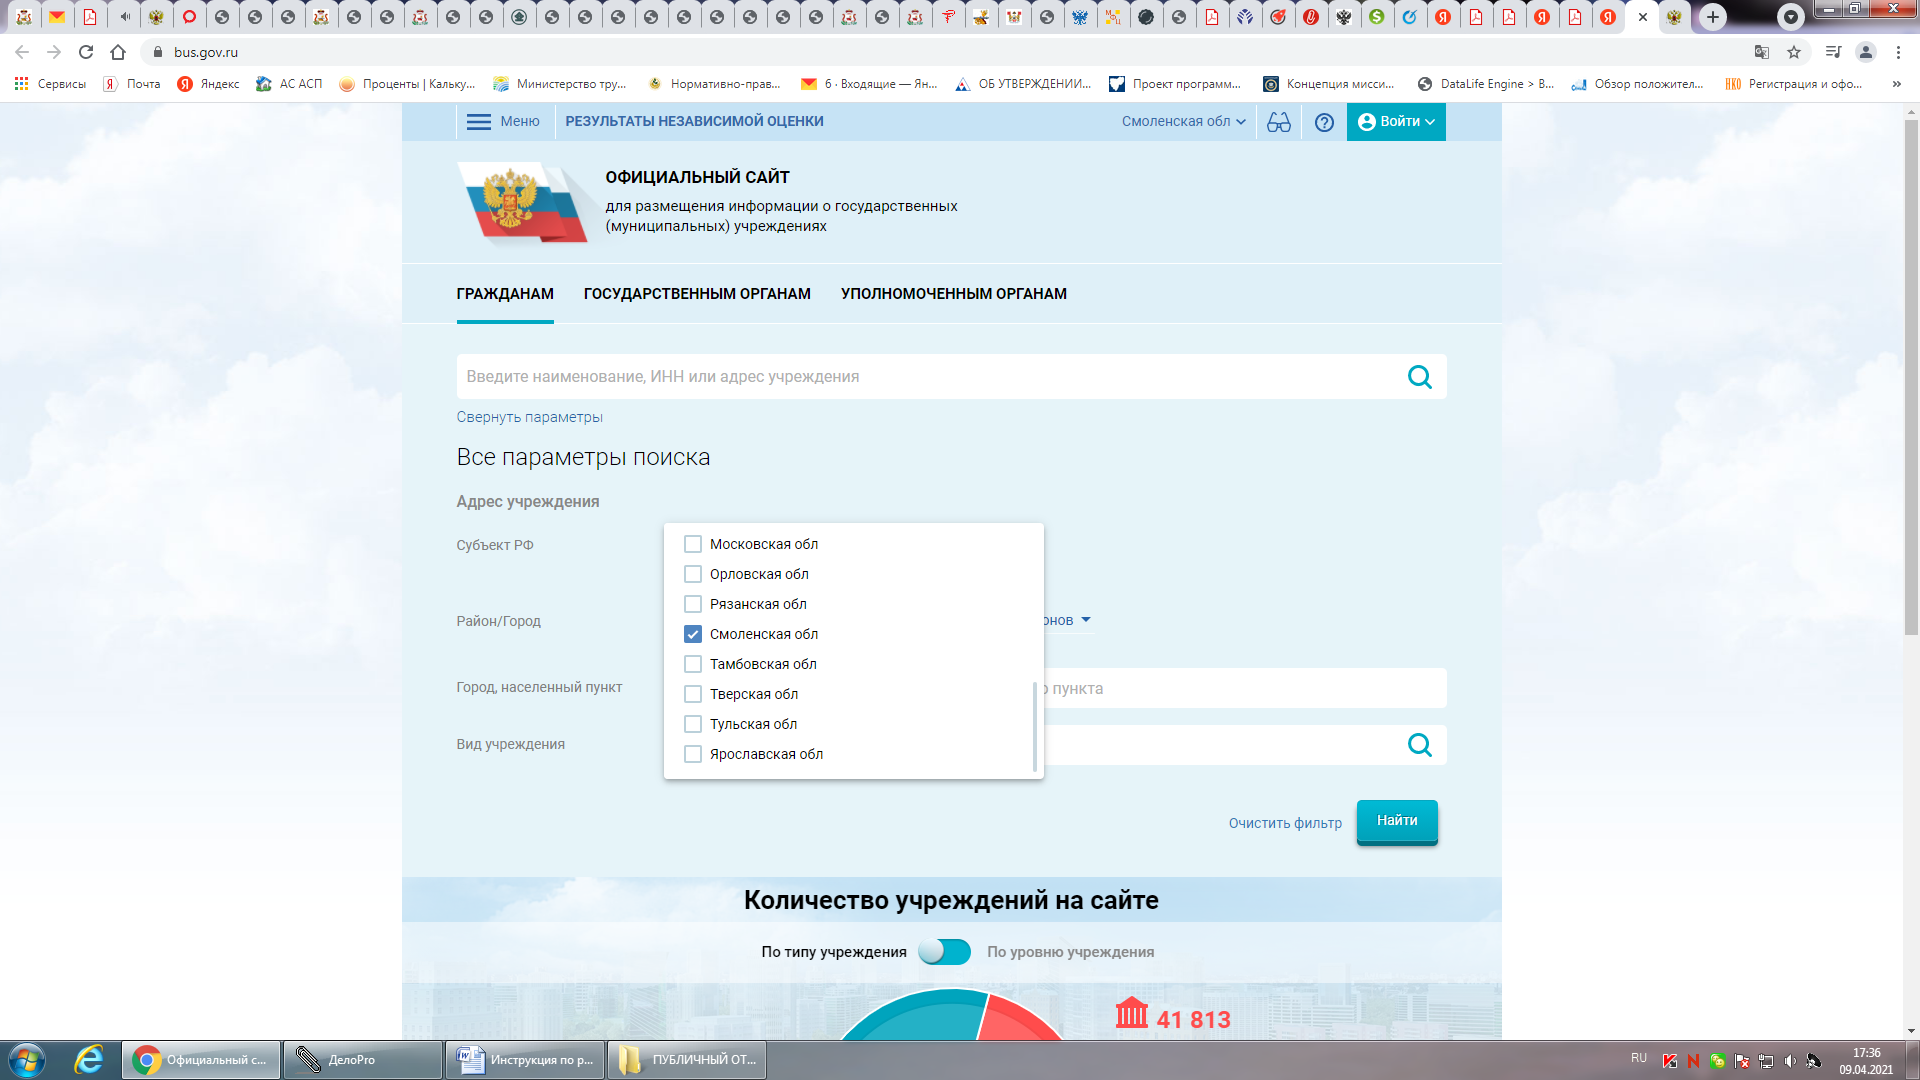 bus.gov.ru
Сервисы Почта Яндекс АС АСП Проценты | Кальку... Министерство тру... Нормативно-прав... 6 · Входящие — Ян... ОБ УТВЕРЖДЕНИИ... Проект программ... Концепция мисси... DataLife Engine > В... Обзор положител... Регистрация и офо... »
Меню РЕЗУЛЬТАТЫ НЕЗАВИСИМОЙ ОЦЕНКИ Смоленская обл Войти
ОФИЦИАЛЬНЫЙ САЙТ
для размещения информации о государственных
(муниципальных) учреждениях
ГРАЖДАНАМ ГОСУДАРСТВЕННЫМ ОРГАНАМ УПОЛНОМОЧЕННЫМ ОРГАНАМ
Введите наименование, ИНН или адрес учреждения
Свернуть параметры
Все параметры поиска
Адрес учреждения
Субъект РФ
Московская обл
Орловская обл
Рязанская обл
Смоленская обл
Тамбовская обл
Тверская обл
Тульская обл
Ярославская обл
Район/Город онов
Город, населенный пункт пункта
Вид учреждения
Очистить фильтр Найти
Количество учреждений на сайте
По типу учреждения По уровню учреждения
41 813
Официальный с... ДелоPro Инструкция по р... ПУБЛИЧНЫЙ ОТ... RU 17:36
09.04.2021